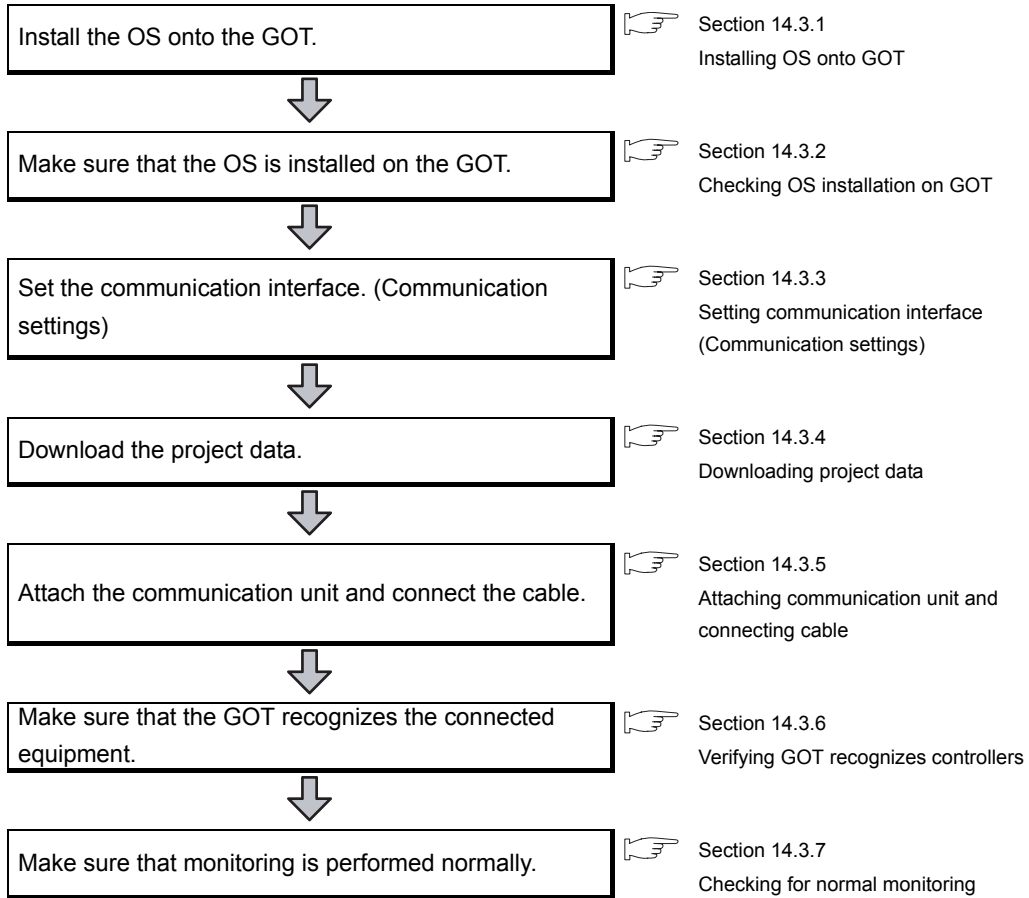 Install the OS onto the GOT.
Section 14.3.1
Installing OS onto GOT
Make sure that the OS is installed on the GOT.
Section 14.3.2
Checking OS installation on GOT
Set the communication interface. (Communication
settings)
Section 14.3.3
Setting communication interface
(Communication settings)
Download the project data.
Section 14.3.4
Downloading project data
Attach the communication unit and connect the cable.
Section 14.3.5
Attaching communication unit and
connecting cable
Make sure that the GOT recognizes the connected
equipment.
Section 14.3.6
Verifying GOT recognizes controllers
Make sure that monitoring is performed normally.
Section 14.3.7
Checking for normal monitoring